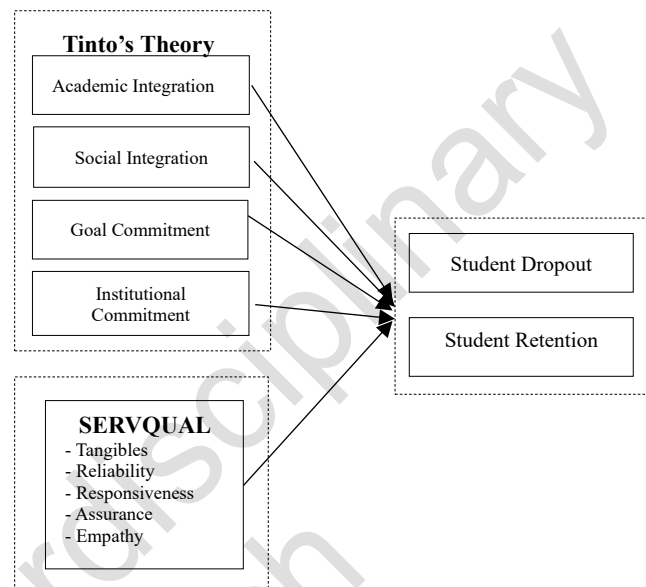 Tinto's Theory
Academic Integration
Social Integration
Goal Commitment
Institutional
Commitment
Student Dropout
Student Retention
SERVQUAL
- Tangibles
- Reliability
- Responsiveness
- Assurance
- Empathy